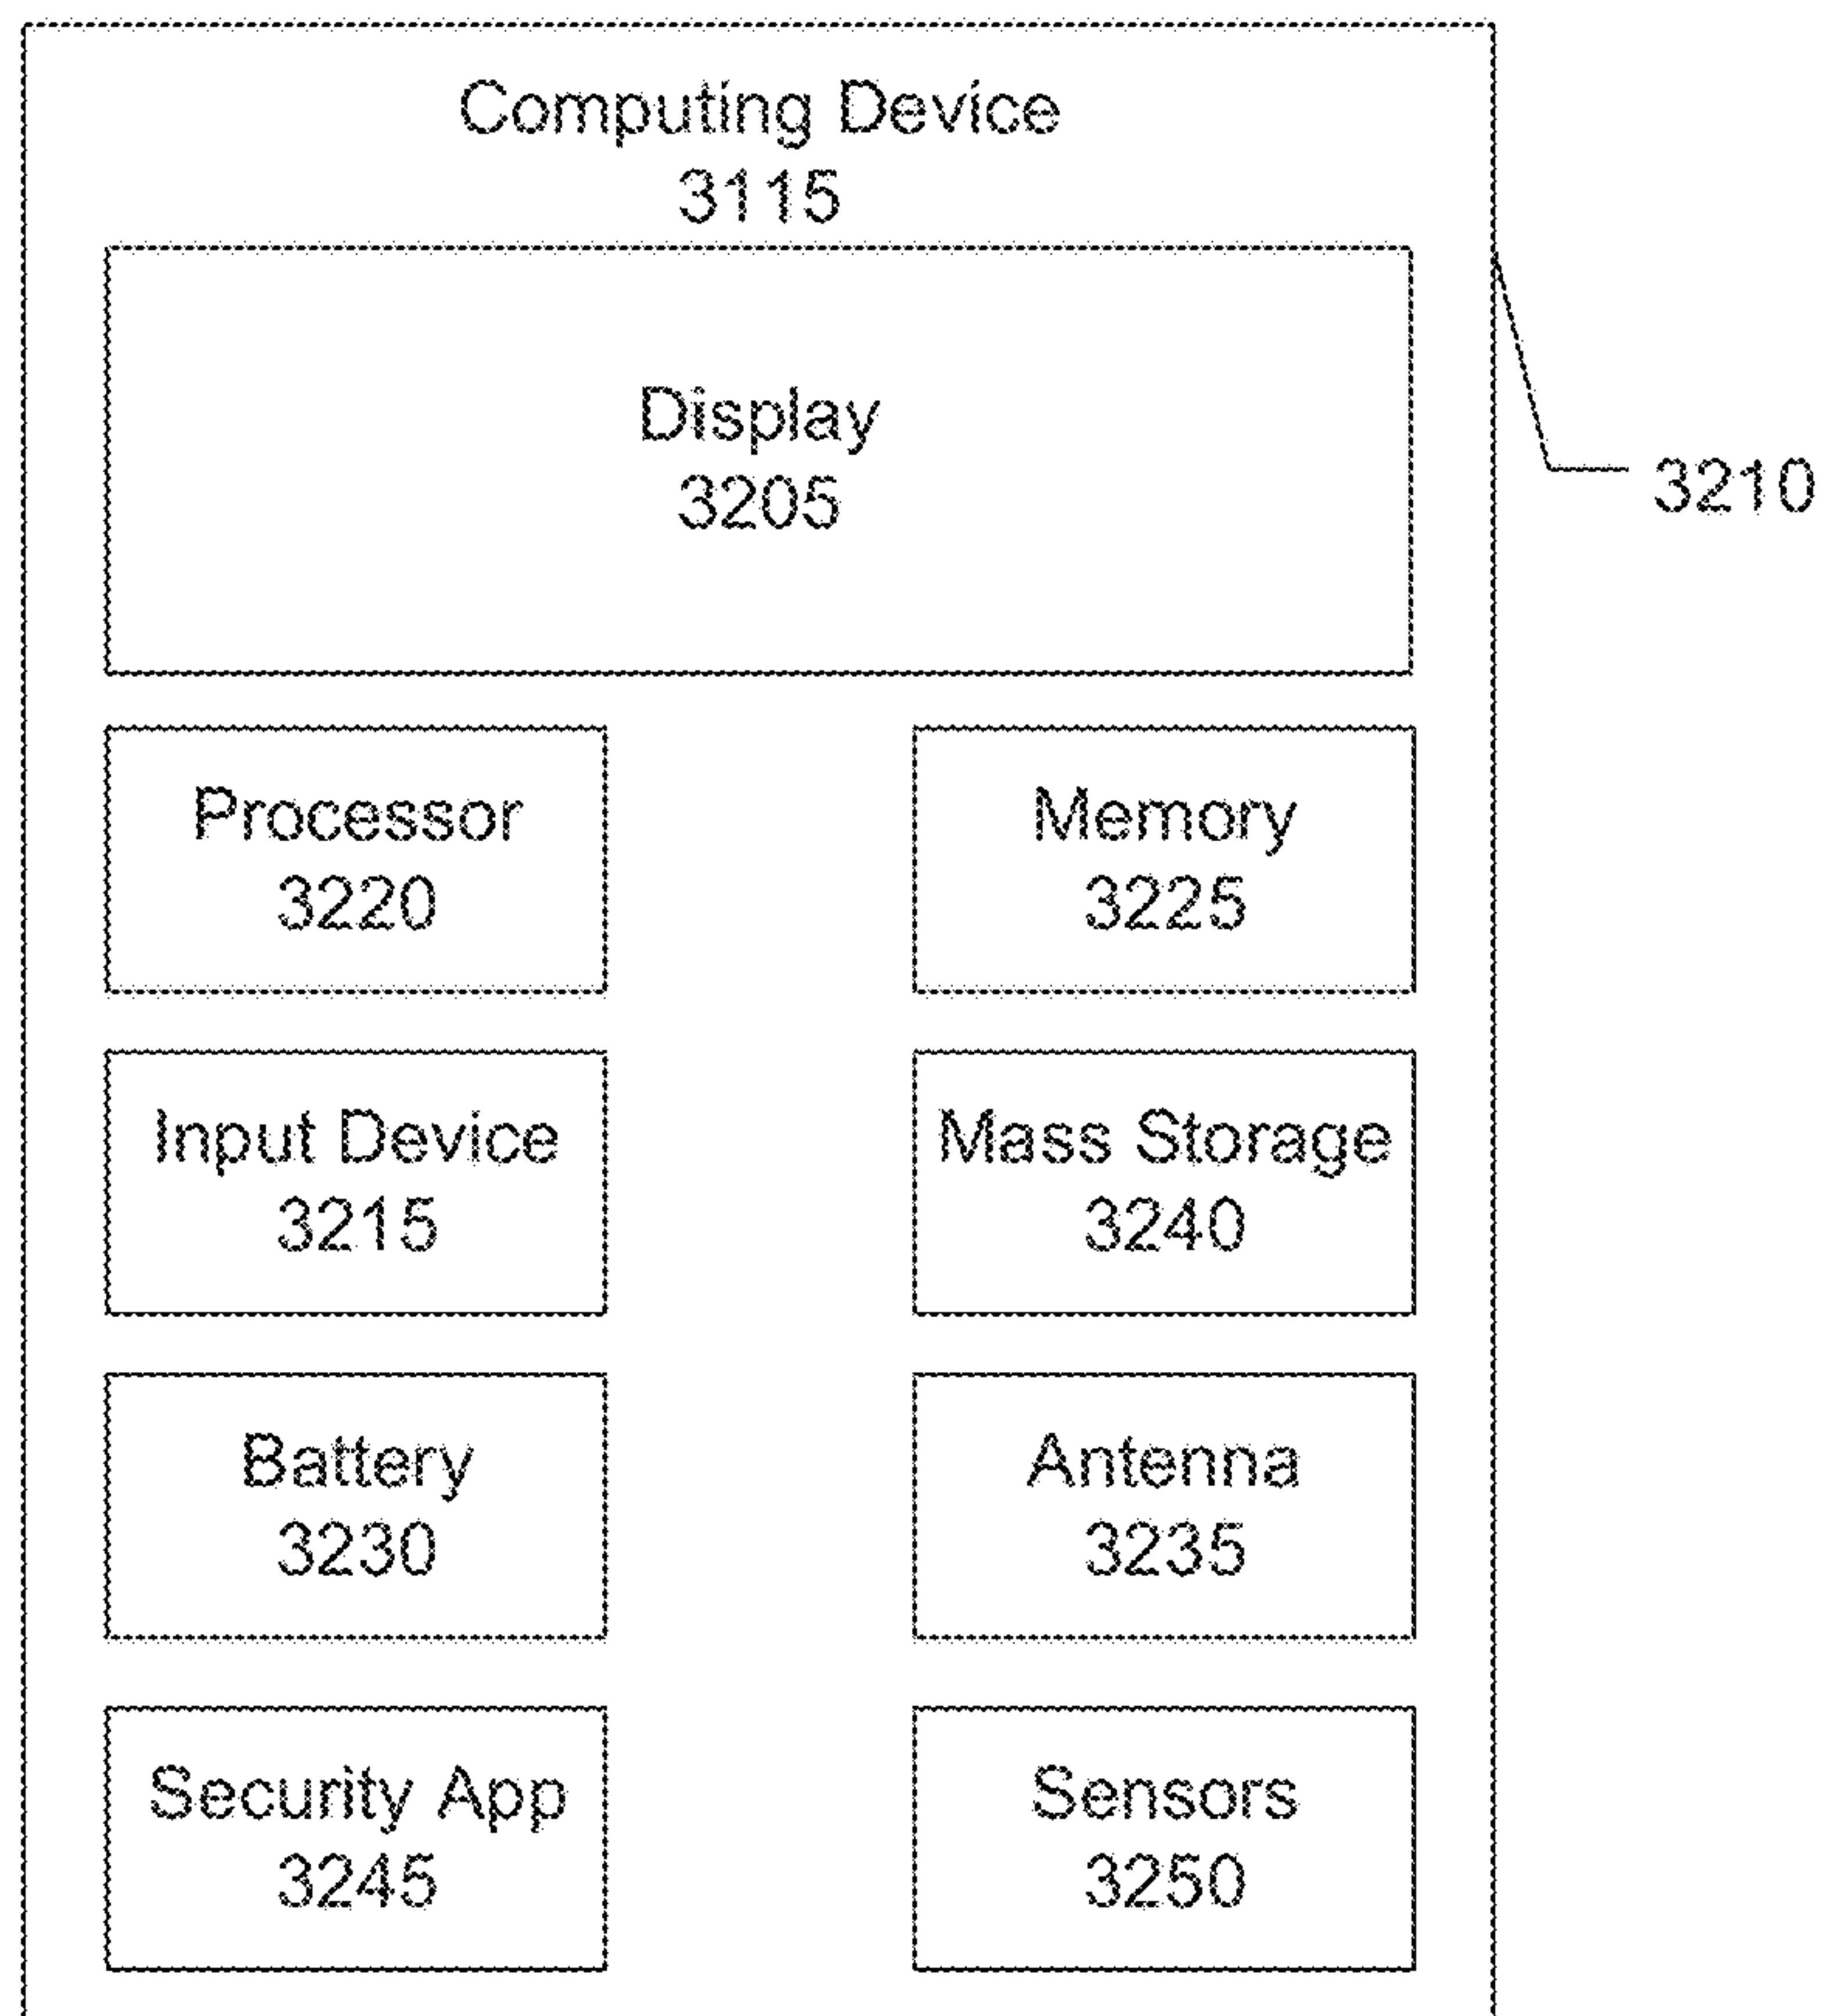 Computing Device
3115
Display
3205
3210
Processor
3220
Memory
3225
Input Device
3215
Mass Storage
3240
Battery
3230
Antenna
3235
Security App
3245
Sensors
3250